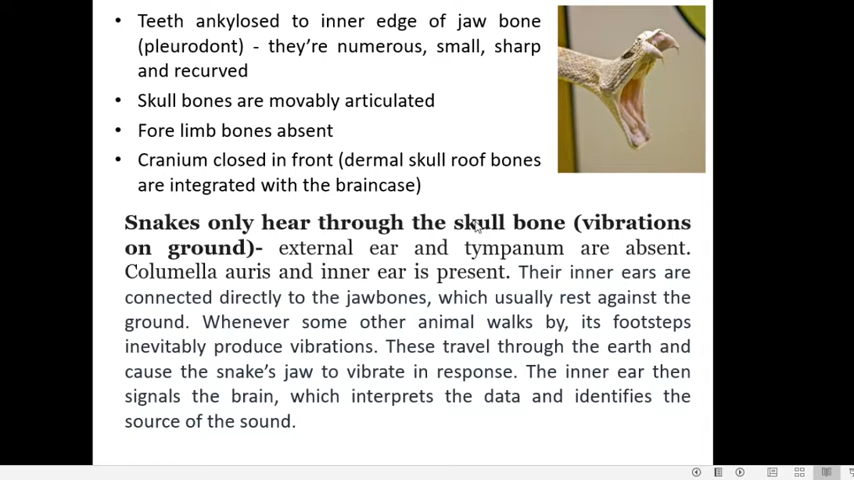 • Teeth ankylosed to inner edge of jaw bone
(pleurodont) - they're numerous, small, sharp
and recurved
• Skull bones are movably articulated
• Fore limb bones absent
• Cranium closed in front (dermal skull roof bones
are integrated with the braincase)
Snakes only hear through the skull bone (vibrations
on ground)- external ear and tympanum are absent.
Columella auris and inner ear is present. Their inner ears are
connected directly to the jawbones, which usually rest against the
ground. Whenever some other animal walks by, its footsteps
inevitably produce vibrations. These travel through the earth and
cause the snake's jaw to vibrate in response. The inner ear then
signals the brain, which interprets the data and identifies the
source of the sound.